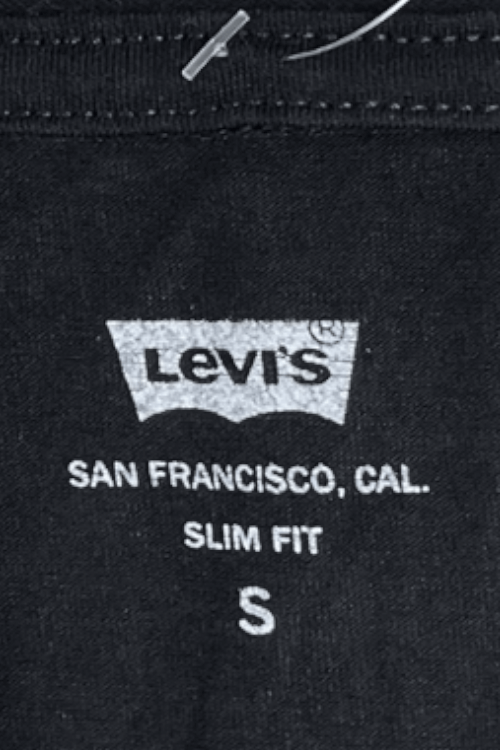 Levi's®
SAN FRANCISCO, CAL.
SLIM FIT
S